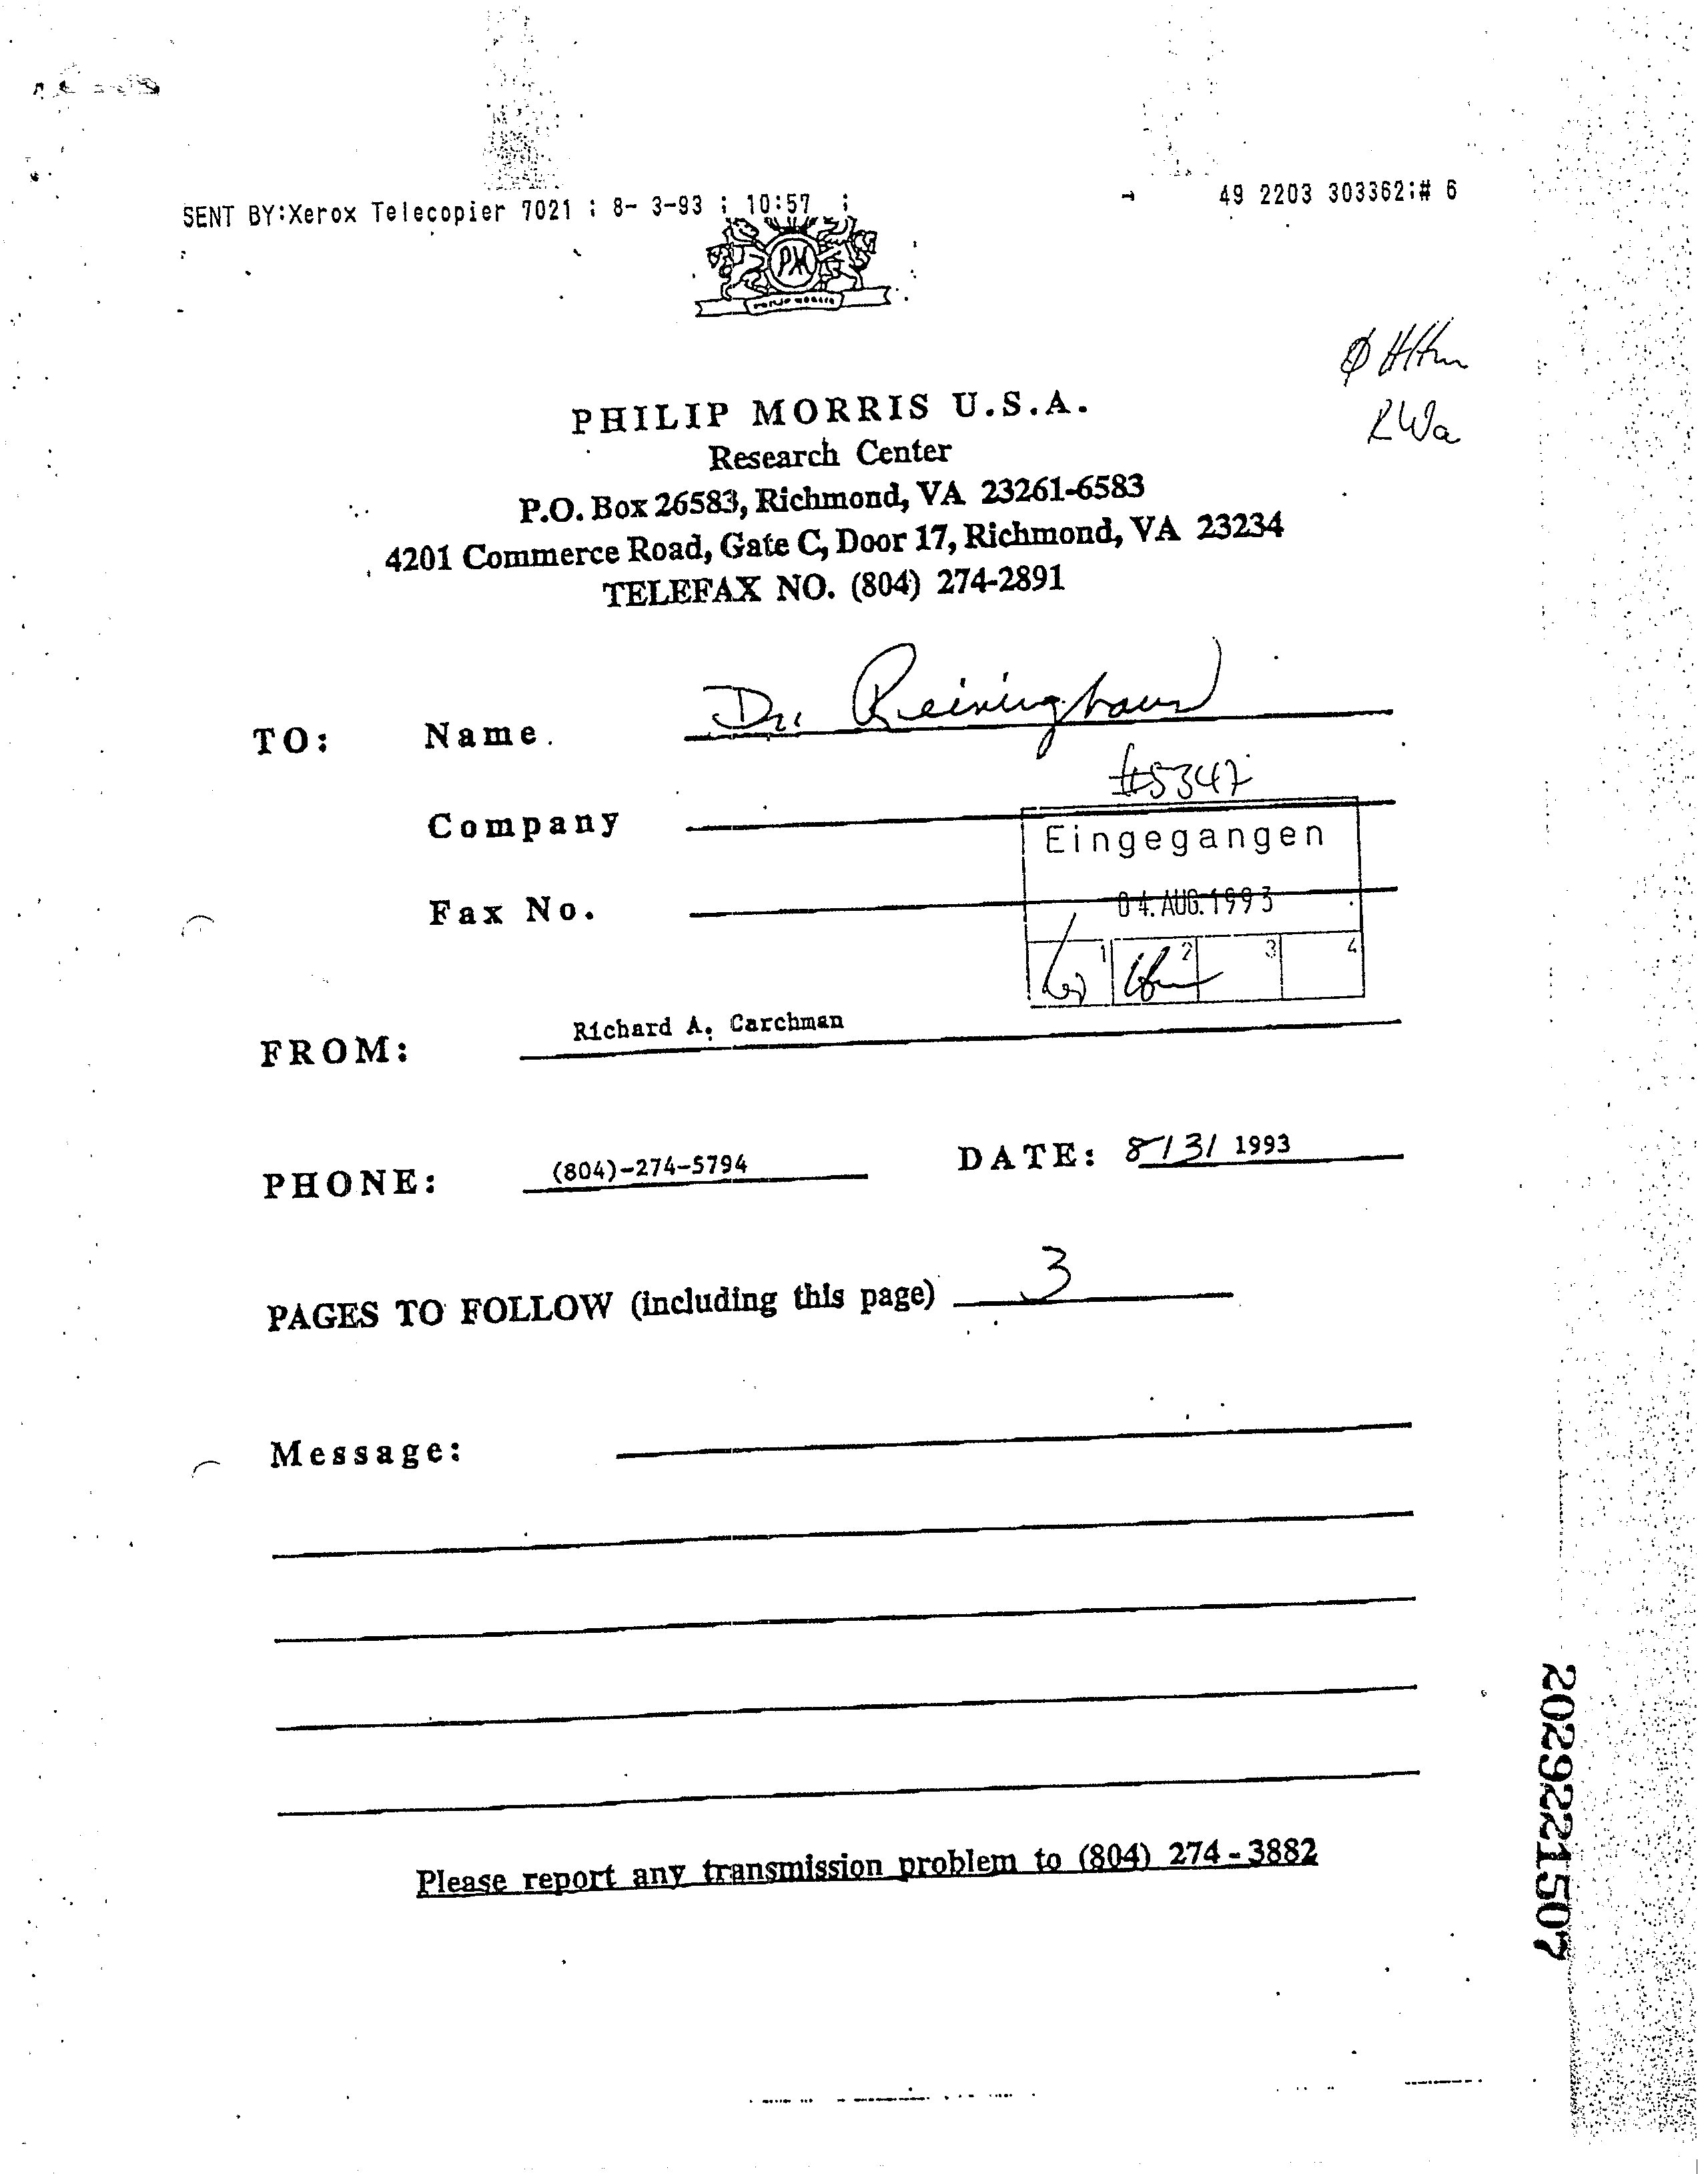 SENT BY:Xerox Telecopier 7021 ; 8- 3-93 ; 10:57 ; → 49 2203 303362;# 6
PM
PHILIP MORRIS
PHILIP MORRIS U.S.A.
Research Center
P.O. Box 26583, Richmond, VA 23261-6583
4201 Commerce Road, Gate C, Door 17, Richmond, VA 23234
TELEFAX NO. (804) 274-2891
RWa
TO: Name. Dr. Reininghaus
#5347
Company
Eingegangen
Fax No.
04. AUG. 1993
1 2 3 4
FROM: Richard A. Carchman
PHONE: (804)-274-5794 DATE: 8/3/ 1993
PAGES TO FOLLOW (including this page) 3
Message:
Please report any transmission problem to (804) 274-3882
2029221507